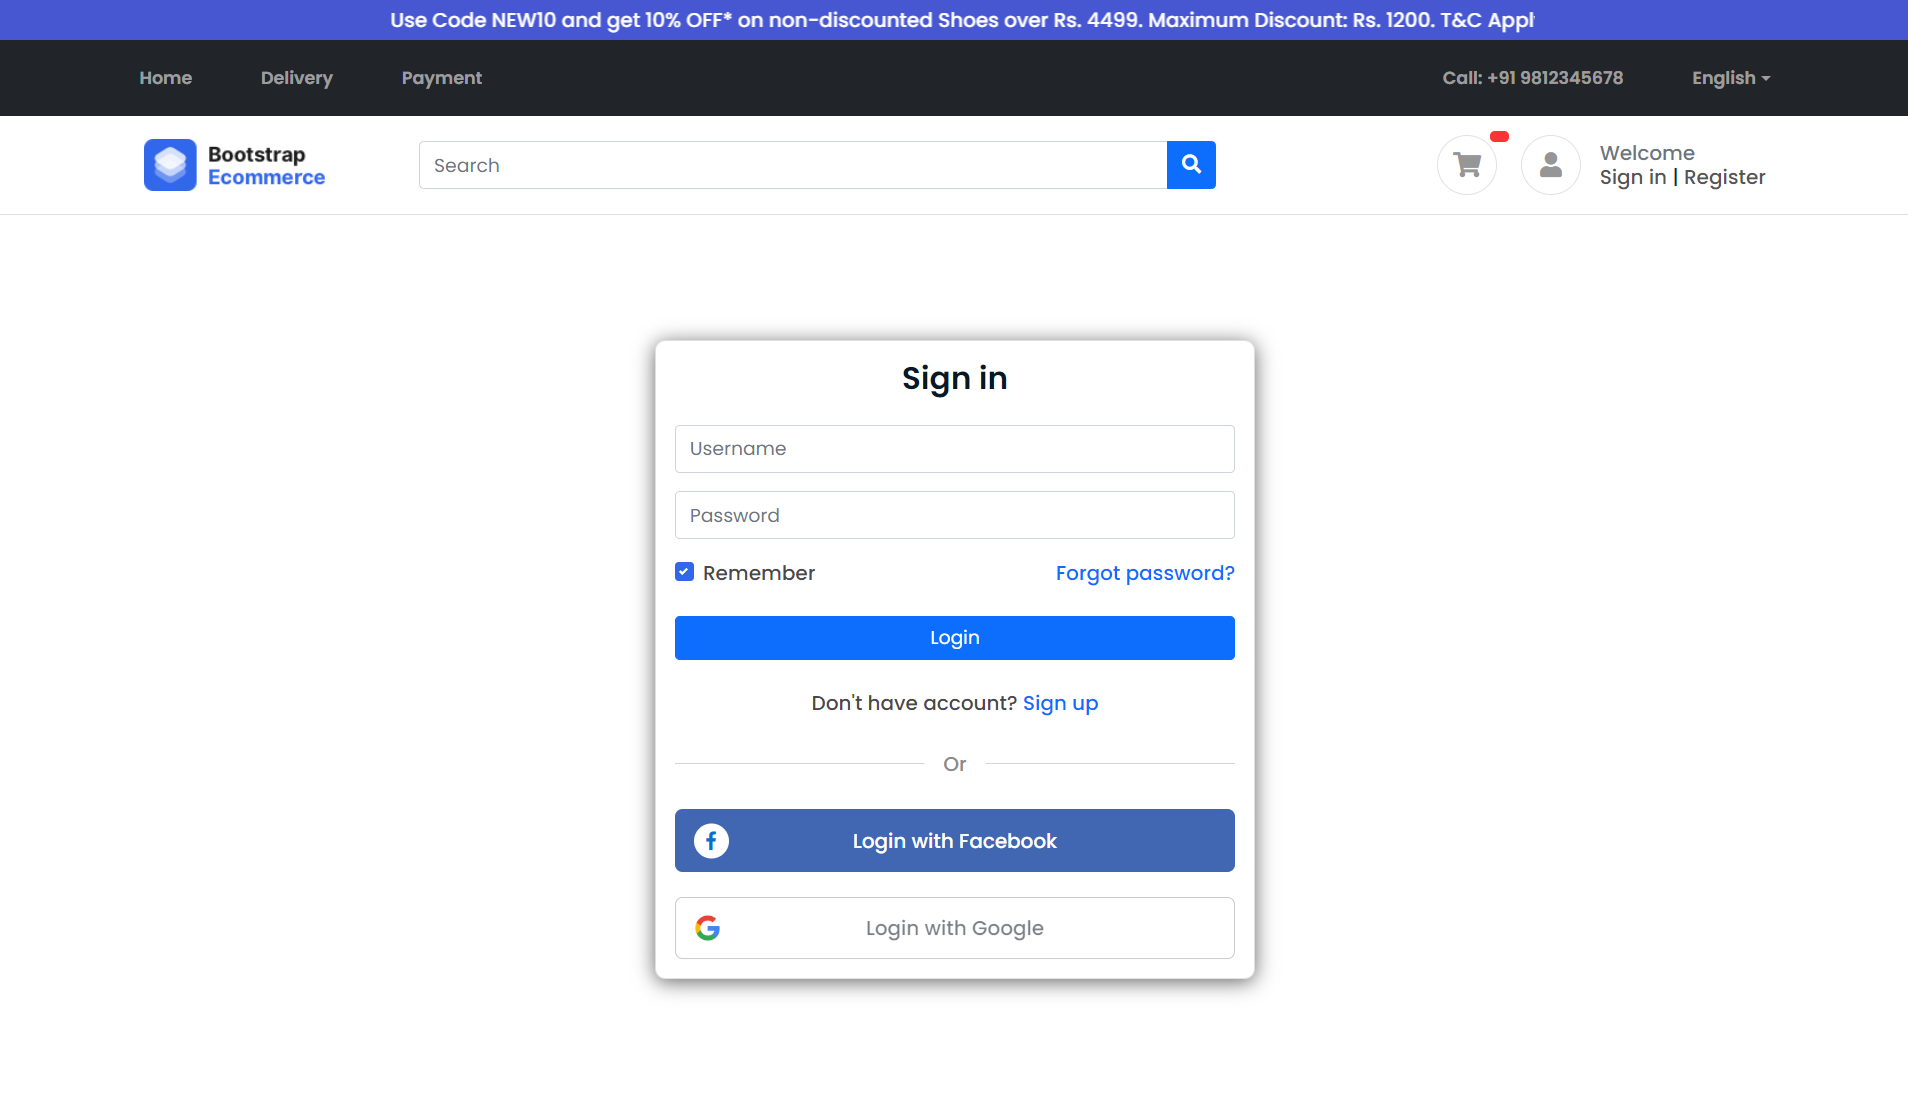 Use Code NEW10 and get 10% OFF* on non-discounted Shoes over Rs. 4499. Maximum Discount: Rs. 1200. T&C Appl
Home Delivery Payment Call: +91 9812345678 English
Bootstrap
Ecommerce
Search
Welcome
Sign in | Register
Sign in
Username
Password
Remember Forgot password?
Login
Don't have account? Sign up
Or
Login with Facebook
Login with Google